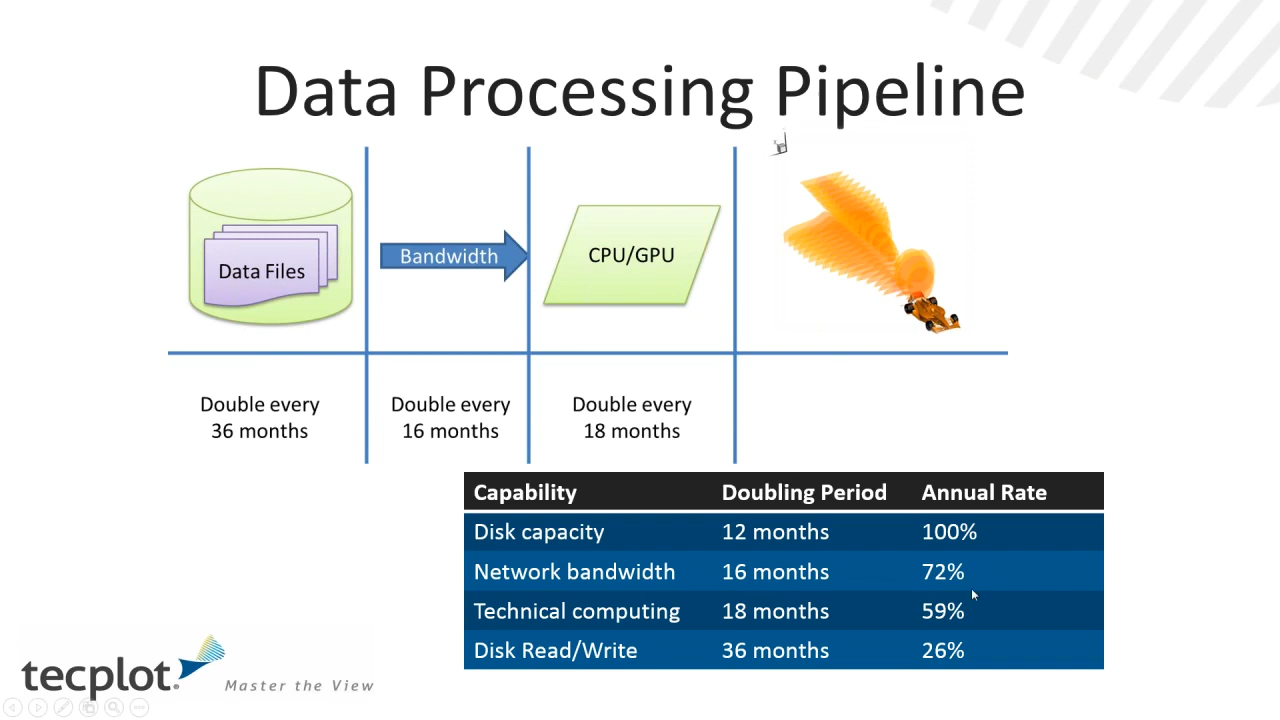 Data Processing Pipeline
Data Files
Bandwidth
CPU/GPU
Double every
36 months
Double every
16 months
Double every
18 months
Capability Doubling Period Annual Rate
Disk capacity 12 months 100%
Network bandwidth 16 months 72%
Technical computing 18 months 59%
Disk Read/Write 36 months 26%
tecplot.
Master the View